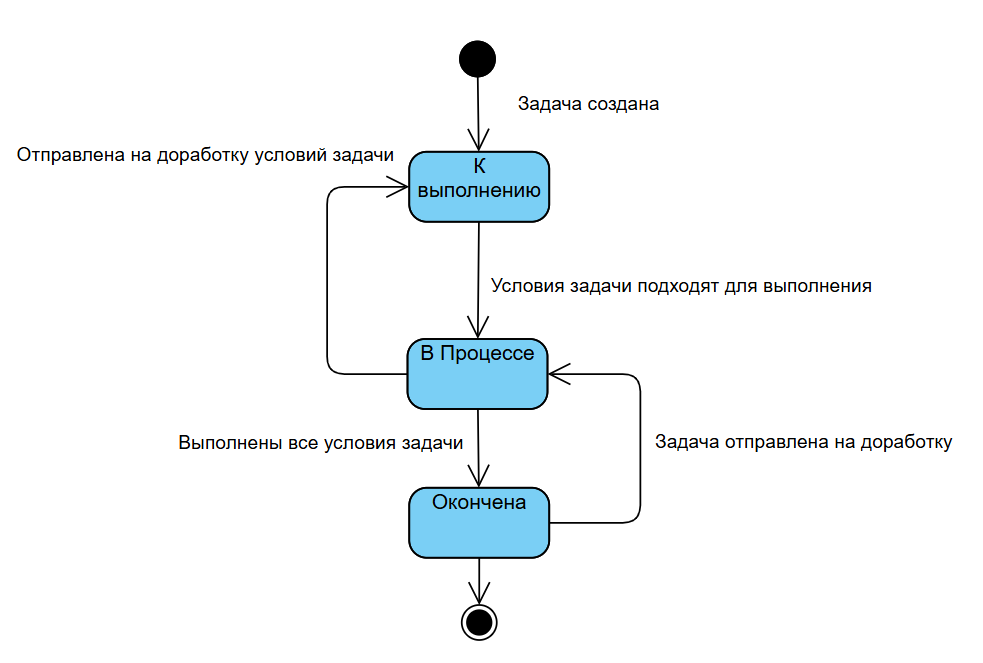 Задача создана
Отправлена на доработку условий задачи
К
выполнению
Условия задачи подходят для выполнения
В Процессе
Выполнены все условия задачи
Задача отправлена на доработку
Окончена